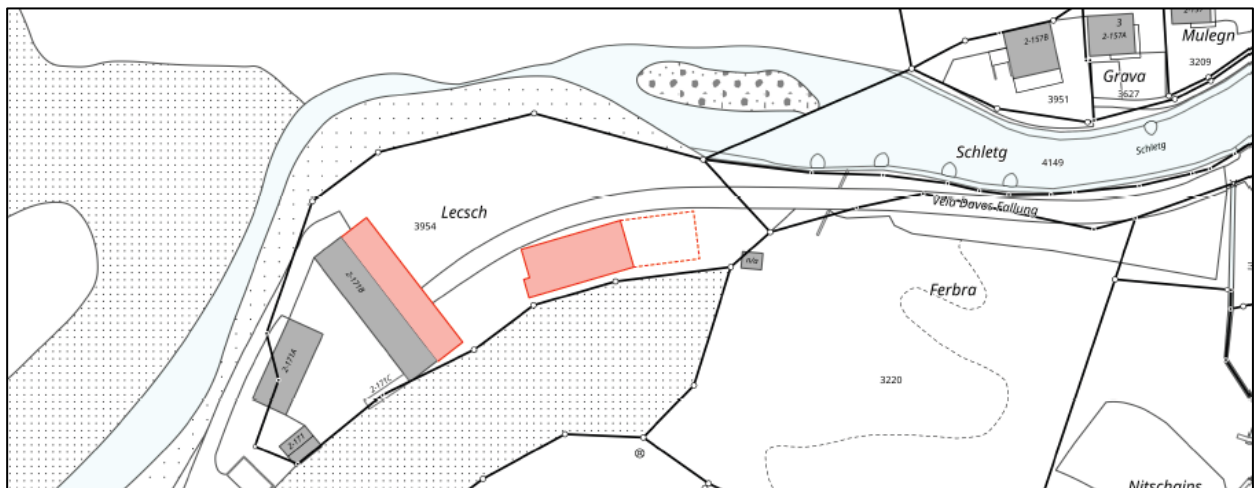 3
2-157B
2-157A
Mulegn
3209
Grava
3951
3627
Schletg
4149
Schletg
Veia Davos Fallung
Lecsch
3954
n/a
2-171B
Ferbra
2-171A
2-171C
3220
2-171
Nitschains